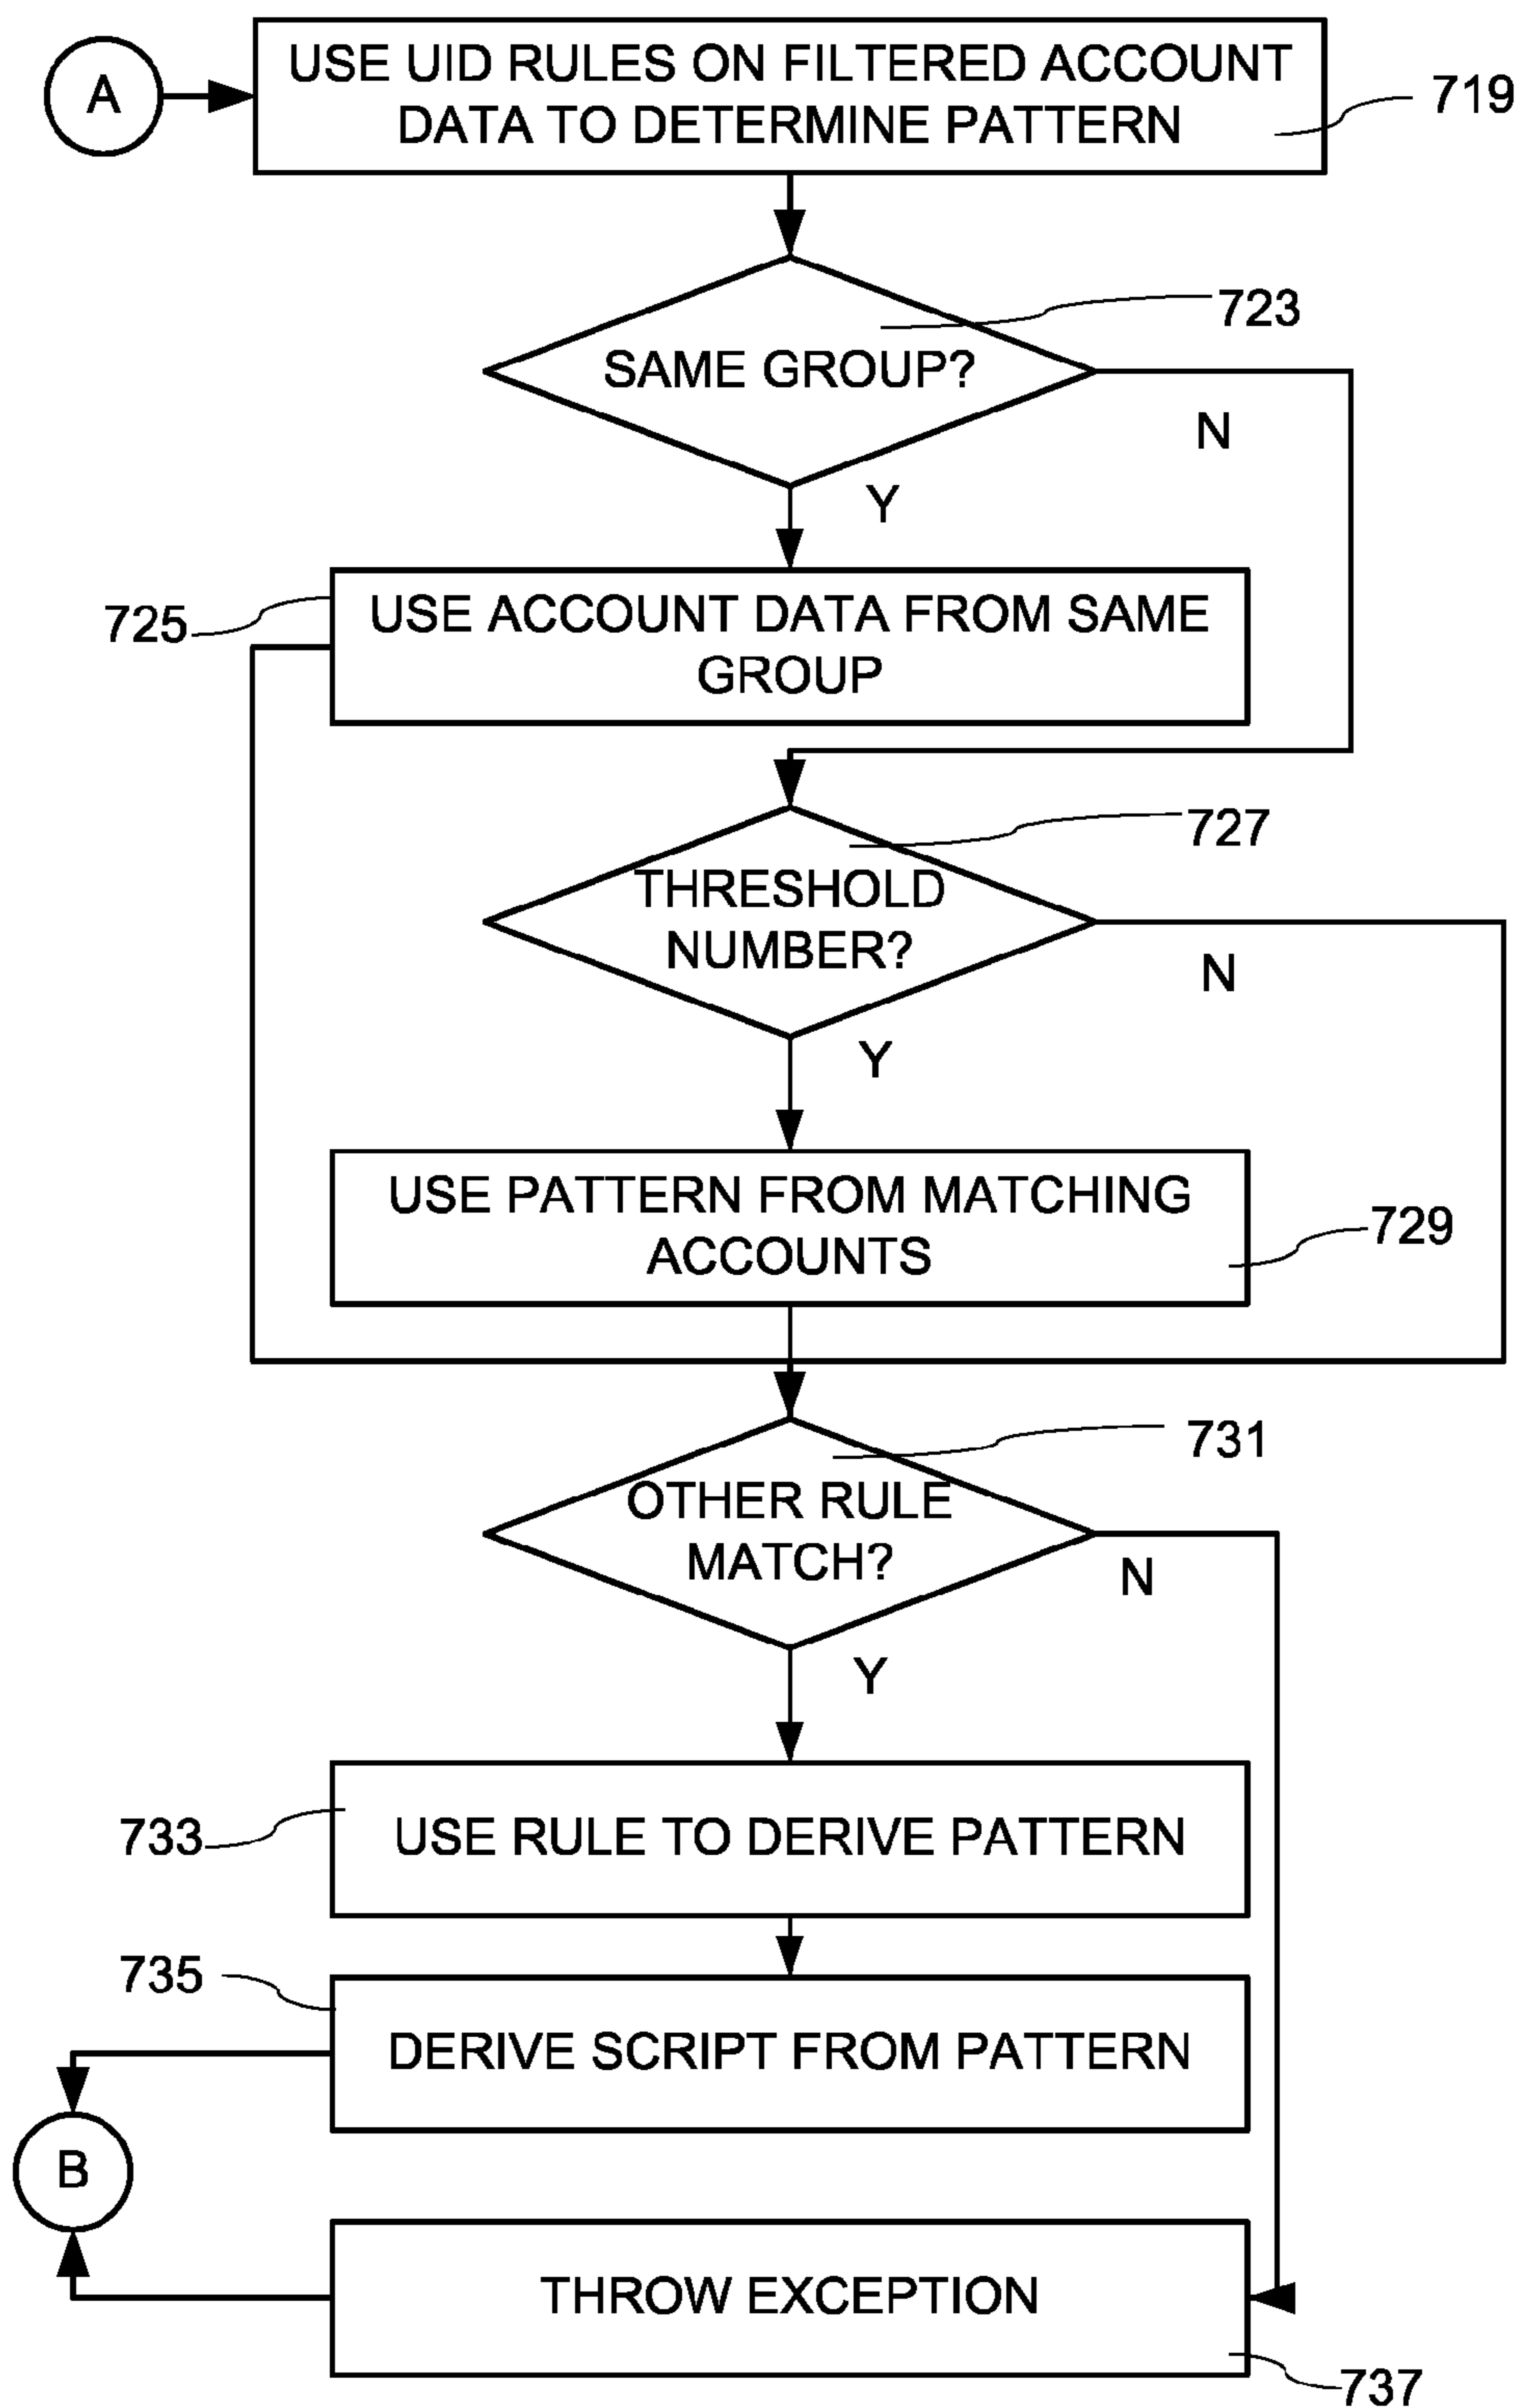 A
USE UID RULES ON FILTERED ACCOUNT
DATA TO DETERMINE PATTERN
719
723
SAME GROUP?
N
Y
725
USE ACCOUNT DATA FROM SAME
GROUP
727
THRESHOLD
NUMBER?
N
Y
USE PATTERN FROM MATCHING
ACCOUNTS
729
731
OTHER RULE
MATCH?
N
Y
733
USE RULE TO DERIVE PATTERN
735
DERIVE SCRIPT FROM PATTERN
B
THROW EXCEPTION
737